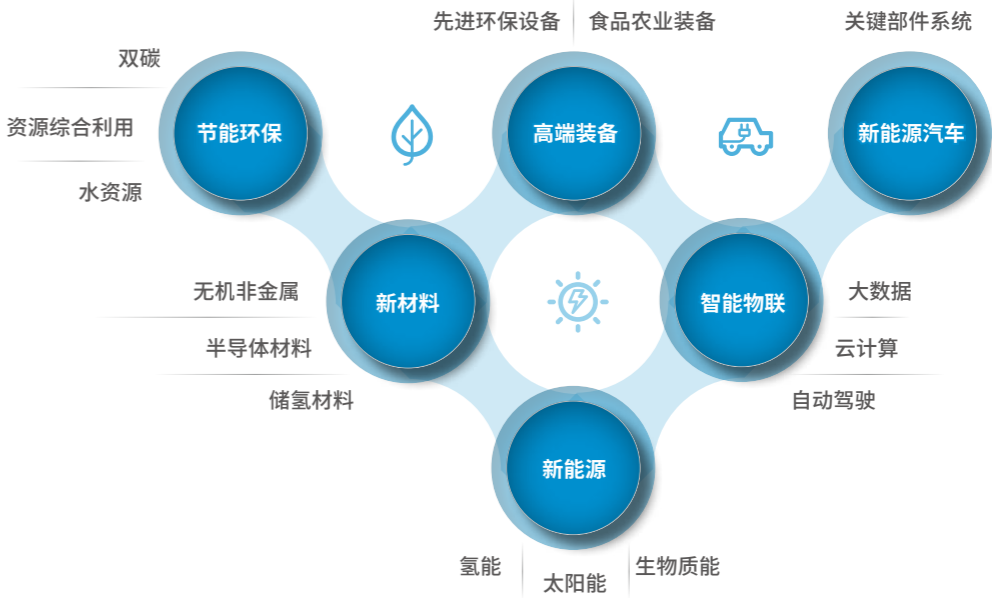 先进环保设备
食品农业装备
关键部件系统
双碳
资源综合利用
水资源
节能环保
高端装备
新能源汽车
无机非金属
半导体材料
储氢材料
新材料
智能物联
大数据
云计算
自动驾驶
新能源
氢能
太阳能
生物质能